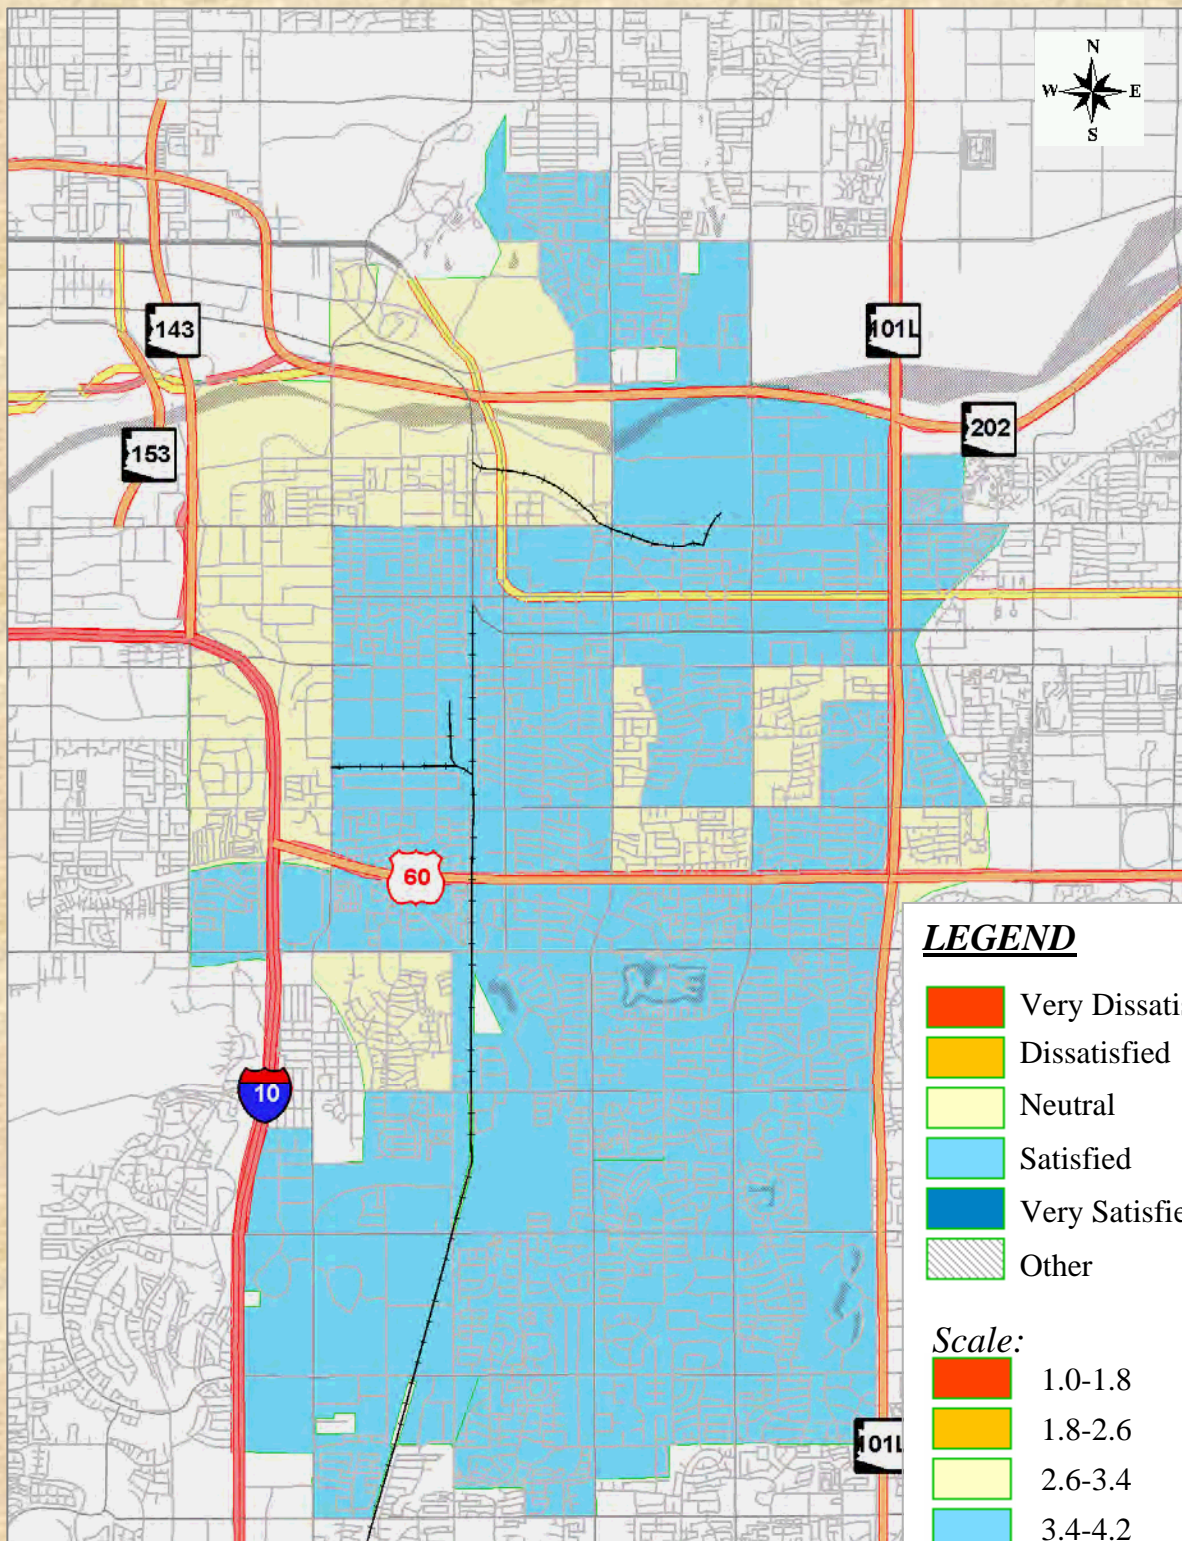 N
W E
S
143
101L
202
153
60
LEGEND
Very Dissatis
Dissatisfied
Neutral
10
Satisfied
Very Satisfie
Other
Scale:
1.0-1.8
1.8-2.6
101L
2.6-3.4
3.4-4.2